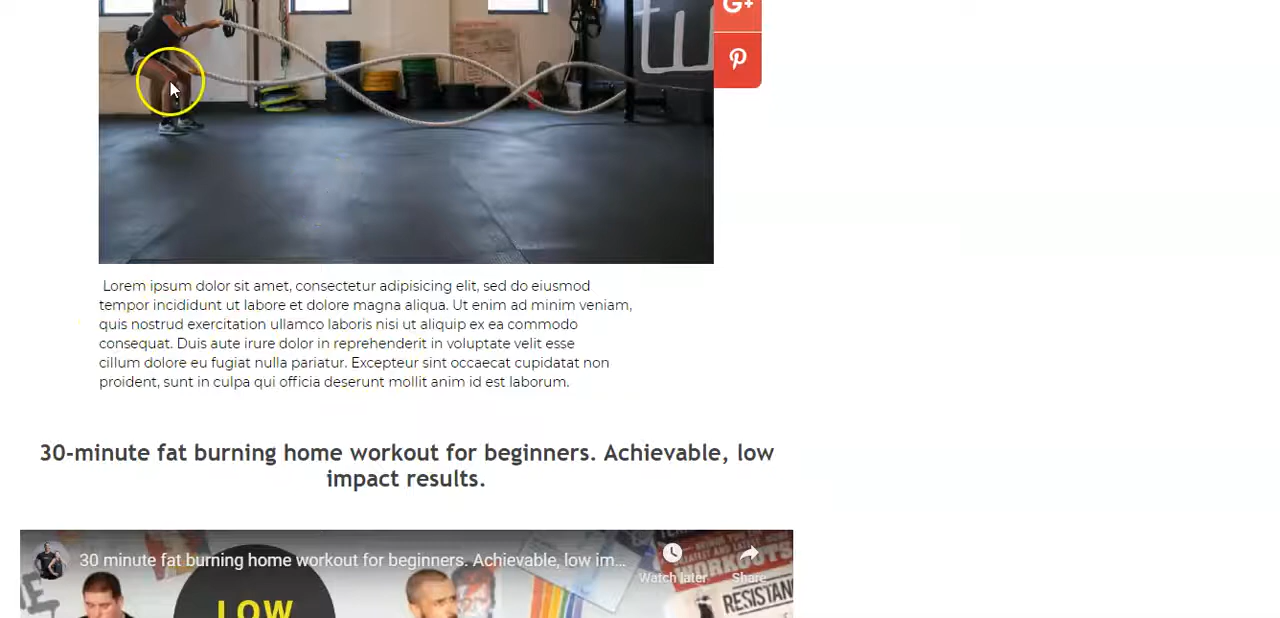 G+
Lorem ipsum dolor sit amet, consectetur adipisicing elit, sed do eiusmod
tempor incididunt ut labore et dolore magna aliqua. Ut enim ad minim veniam,
quis nostrud exercitation ullamco laboris nisi ut aliquip ex ea commodo
consequat. Duis aute irure dolor in reprehenderit in voluptate velit esse
cillum dolore eu fugiat nulla pariatur. Excepteur sint occaecat cupidatat non
proident, sunt in culpa qui officia deserunt mollit anim id est laborum.
30-minute fat burning home workout for beginners. Achievable, low
impact results.
30 minute fat burning home workout for beginners. Achievable, low im...
Watch later
Share
WORKOUTS
RESISTAN
LOW